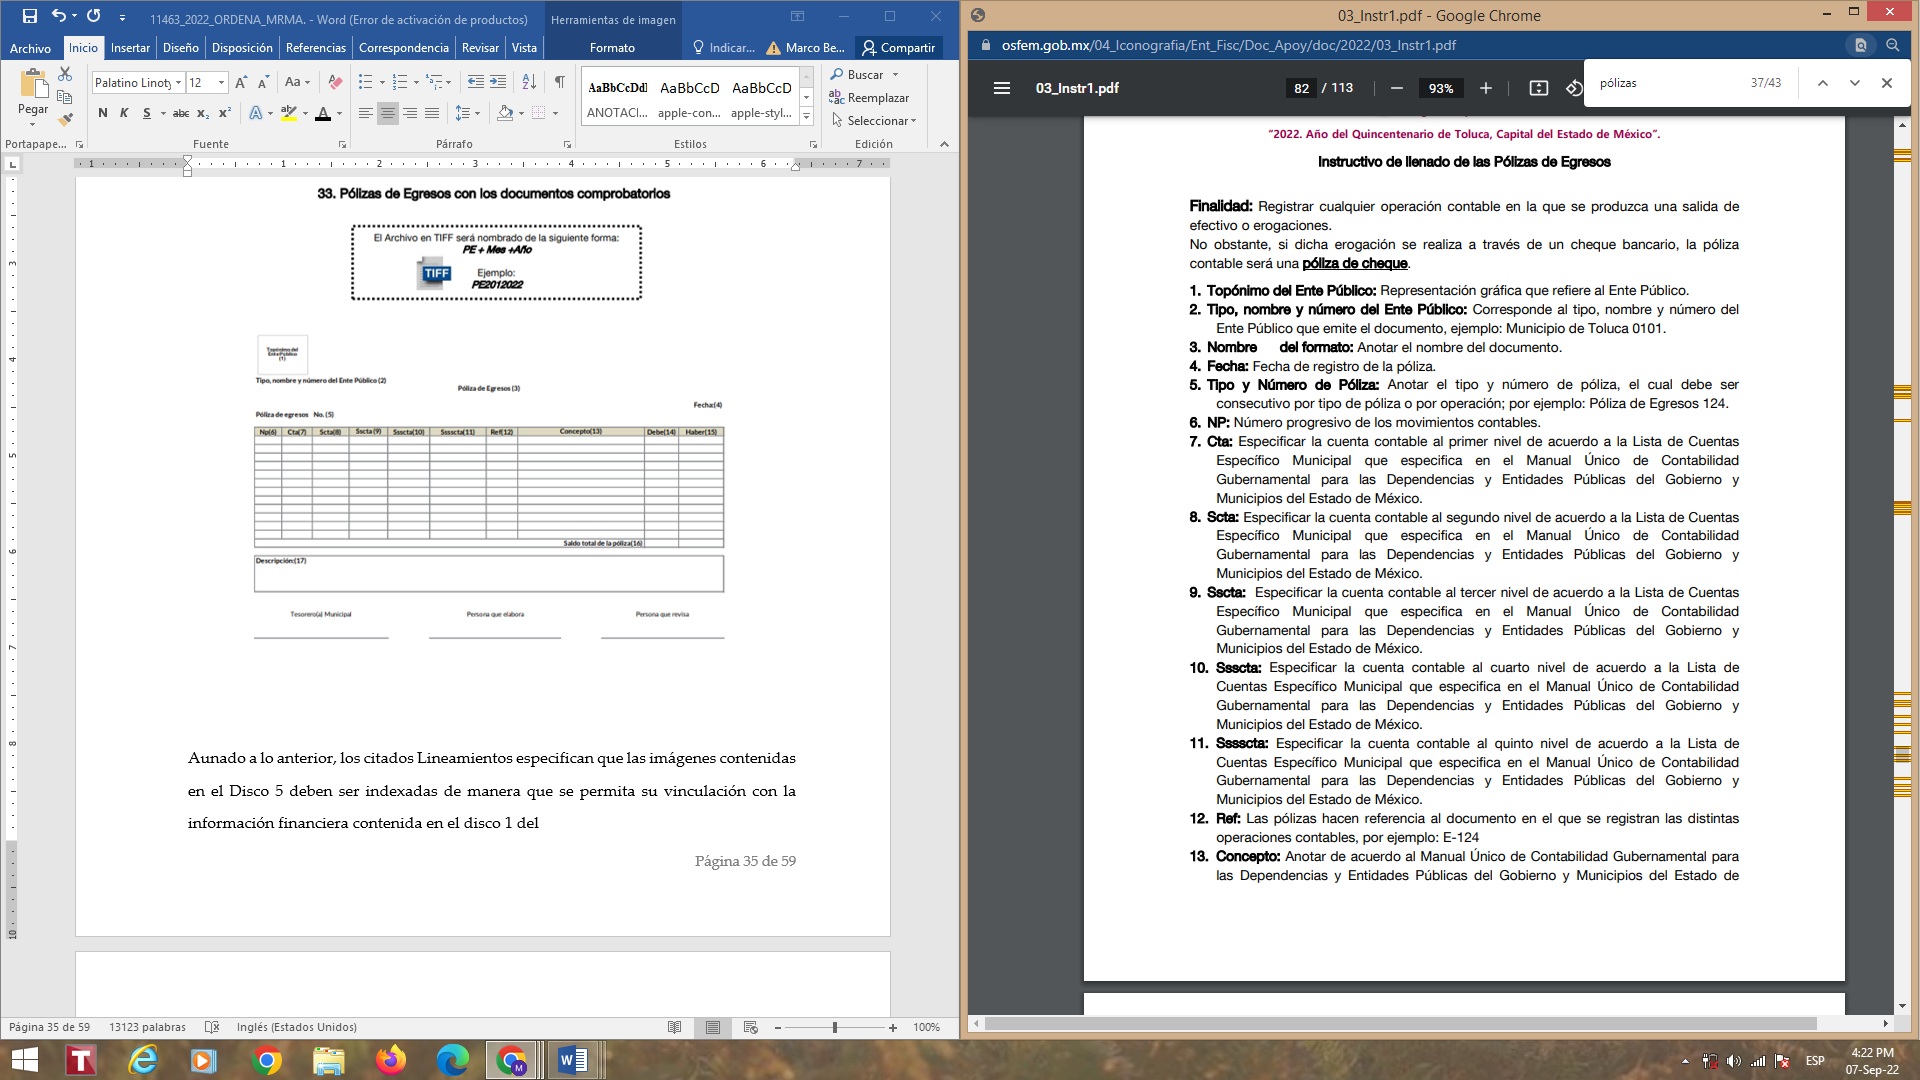 11463_2022_ORDENA_MRMA. - Word (Error de activación de productos)
Herramientas de imagen
Archivo
Inicio
Insertar
Diseño
Disposición
Referencias
Correspondencia
Revisar
Vista
Formato
Indicar...
Marco Be...
Compartir
Pegar
Palatino Linoty
12
Aa
N K S abc x₂ x²
AaBbCcDdI
AaBbCcD
AaBbCcD
ANOTACI...
apple-con...
apple-styl...
Buscar
Reemplazar
Seleccionar
Portapape...
Fuente
Párrafo
Estilos
Edición
33. Pólizas de Egresos con los documentos comprobatorios
El Archivo en TIFF será nombrado de la siguiente forma:
PE + Mes +Año
TIFF
Ejemplo:
PE2012022
Topónimo del
Ente Público
(1)
Tipo, nombre y número del Ente Público (2)
Póliza de Egresos (3)
Fecha:(4)
Póliza de egresos No. (5)
Np(6) Cta(7) Scta(8) Sscta (9) Ssscta(10) Sssscta(11) Ref(12) Concepto(13) Debe(14) Haber(15)
Saldo total de la póliza(16)
Descripción:(17)
Tesorero(a) Municipal
Persona que elabora
Persona que revisa
Aunado a lo anterior, los citados Lineamientos especifican que las imágenes contenidas
en el Disco 5 deben ser indexadas de manera que se permita su vinculación con la
información financiera contenida en el disco 1 del
Página 35 de 59
Página 35 de 59
13123 palabras
Inglés (Estados Unidos)
100%
03_Instr1.pdf - Google Chrome
osfem.gob.mx/04_Iconografia/Ent_Fisc/Doc_Apoy/doc/2022/03_Instr1.pdf
03_Instr1.pdf
82 / 113
93%
pólizas
37/43
"2022. Año del Quincentenario de Toluca, Capital del Estado de México".
Instructivo de llenado de las Pólizas de Egresos
Finalidad: Registrar cualquier operación contable en la que se produzca una salida de
efectivo o erogaciones.
No obstante, si dicha erogación se realiza a través de un cheque bancario, la póliza
contable será una póliza de cheque.
1. Topónimo del Ente Público: Representación gráfica que refiere al Ente Público.
2. Tipo, nombre y número del Ente Público: Corresponde al tipo, nombre y número del
Ente Público que emite el documento, ejemplo: Municipio de Toluca 0101.
3. Nombre del formato: Anotar el nombre del documento.
4. Fecha: Fecha de registro de la póliza.
5. Tipo y Número de Póliza: Anotar el tipo y número de póliza, el cual debe ser
consecutivo por tipo de póliza o por operación; por ejemplo: Póliza de Egresos 124.
6. NP: Número progresivo de los movimientos contables.
7. Cta: Especificar la cuenta contable al primer nivel de acuerdo a la Lista de Cuentas
Específico Municipal que especifica en el Manual Único de Contabilidad
Gubernamental para las Dependencias y Entidades Públicas del Gobierno y
Municipios del Estado de México.
8. Scta: Especificar la cuenta contable al segundo nivel de acuerdo a la Lista de Cuentas
Específico Municipal que especifica en el Manual Único de Contabilidad
Gubernamental para las Dependencias y Entidades Públicas del Gobierno y
Municipios del Estado de México.
9. Sscta: Especificar la cuenta contable al tercer nivel de acuerdo a la Lista de Cuentas
Específico Municipal que especifica en el Manual Único de Contabilidad
Gubernamental para las Dependencias y Entidades Públicas del Gobierno y
Municipios del Estado de México.
10. Ssscta: Especificar la cuenta contable al cuarto nivel de acuerdo a la Lista de
Cuentas Específico Municipal que especifica en el Manual Único de Contabilidad
Gubernamental para las Dependencias y Entidades Públicas del Gobierno y
Municipios del Estado de México.
11. Sssscta: Especificar la cuenta contable al quinto nivel de acuerdo a la Lista de
Cuentas Específico Municipal que especifica en el Manual Único de Contabilidad
Gubernamental para las Dependencias y Entidades Públicas del Gobierno y
Municipios del Estado de México.
12. Ref: Las pólizas hacen referencia al documento en el que se registran las distintas
operaciones contables, por ejemplo: E-124
13. Concepto: Anotar de acuerdo al Manual Único de Contabilidad Gubernamental para
las Dependencias y Entidades Públicas del Gobierno y Municipios del Estado de
ESP
4:22 PM
07-Sep-22